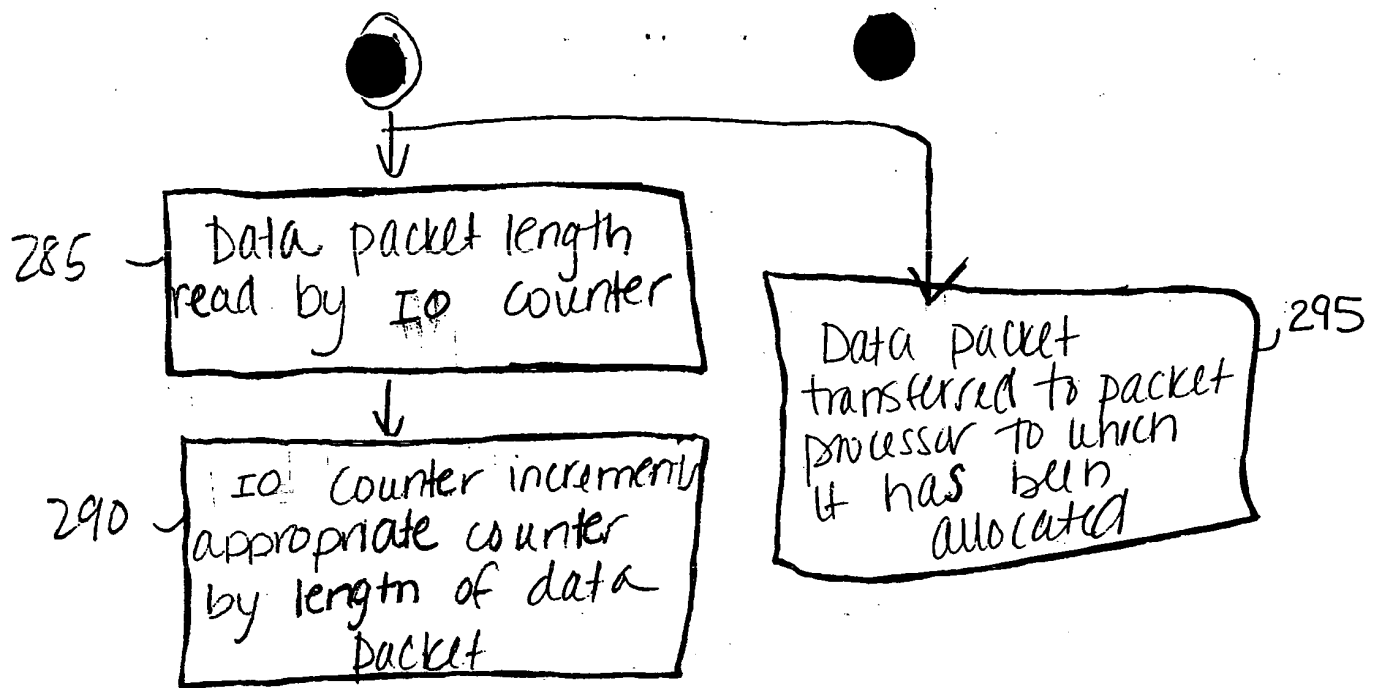 285
Data packet length
read by IO counter
290
IO counter increments
appropriate counter
by length of data
packet
Data packet
transferred to packet
processor to which
it has been
allocated
295